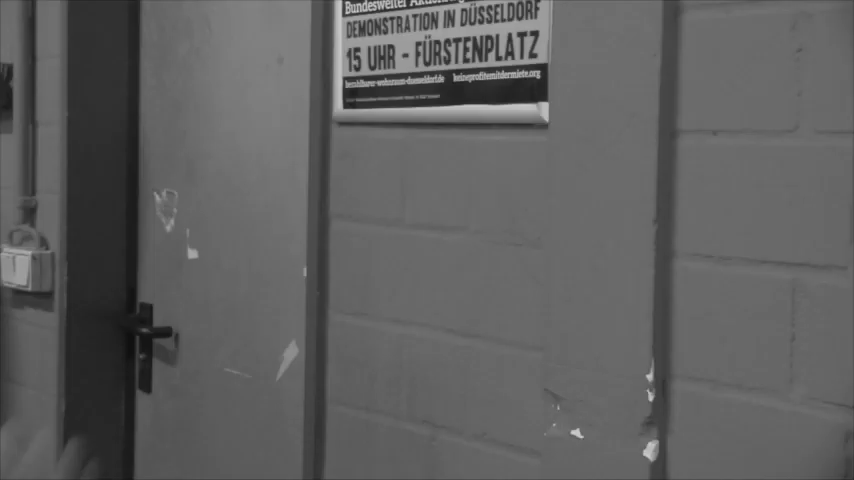 Bundesweiter
DEMONSTRATION IN DÜSSELDORF
15 UHR - FÜRSTENPLATZ
bezahlbarer-wohnraum-duesseldorf.de keineprofitemitdermiete.org